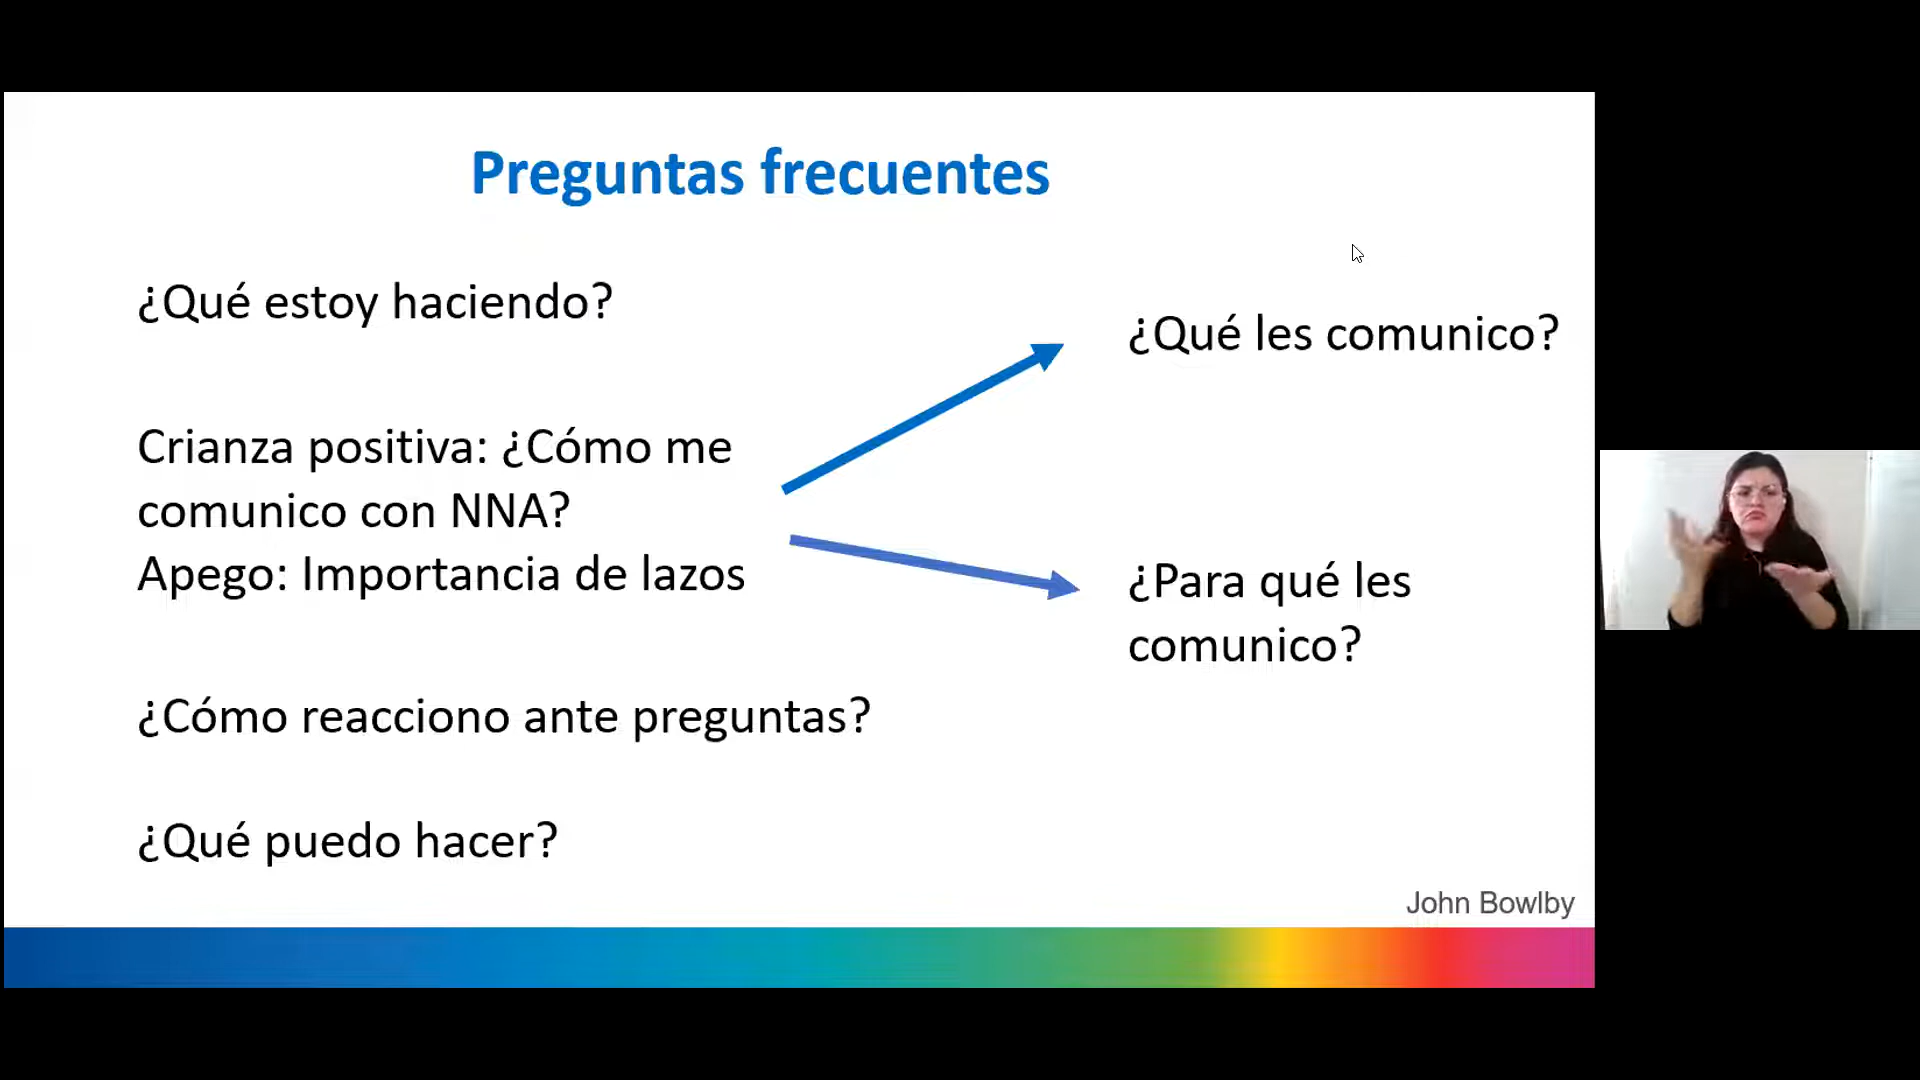 Preguntas frecuentes
¿Qué estoy haciendo?
Crianza positiva: ¿Cómo me
comunico con NNA?
Apego: Importancia de lazos
¿Cómo reacciono ante preguntas?
¿Qué puedo hacer?
¿Qué les comunico?
¿Para qué les
comunico?
John Bowlby